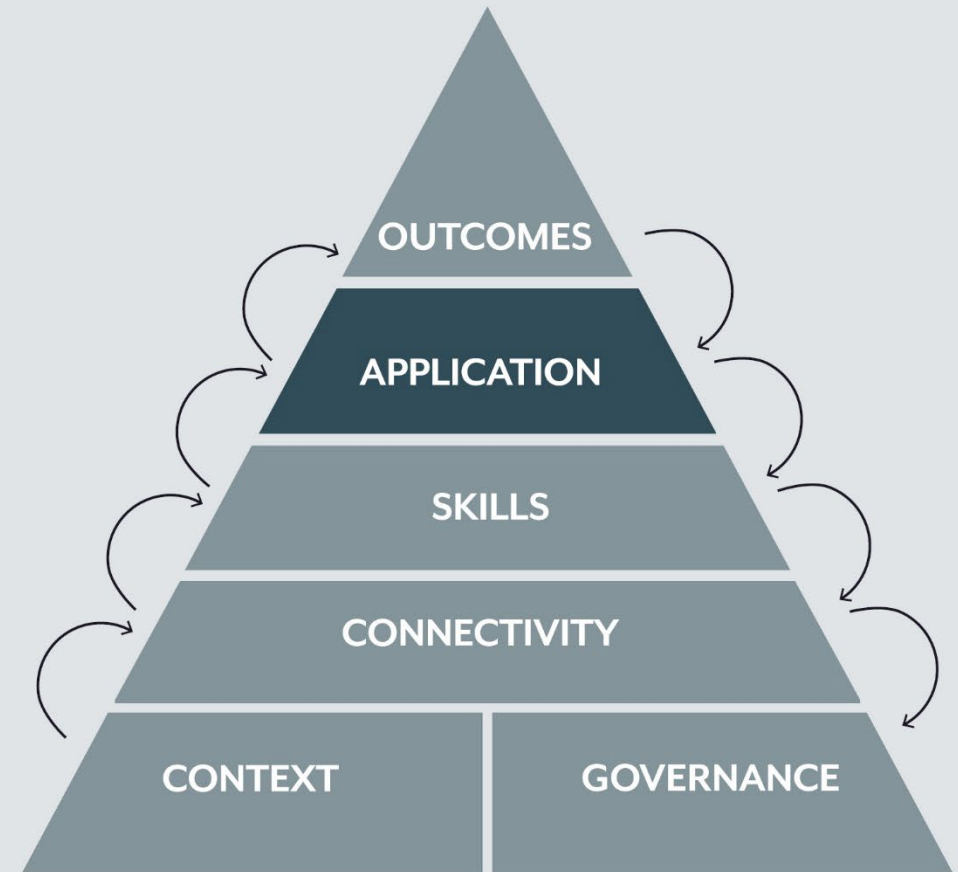 OUTCOMES
APPLICATION
SKILLS
CONNECTIVITY
CONTEXT
GOVERNANCE